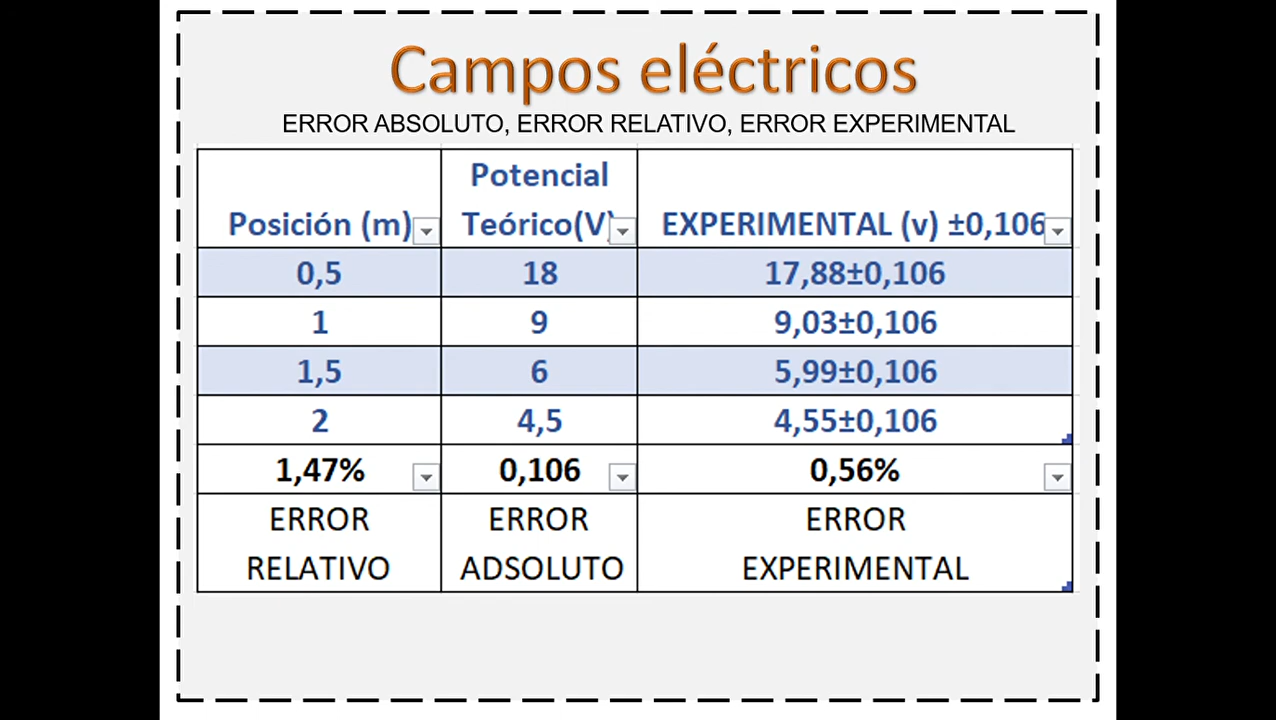 Campos eléctricos
ERROR ABSOLUTO, ERROR RELATIVO, ERROR EXPERIMENTAL
Posición (m) Potencial Teórico(V) EXPERIMENTAL (v) ±0,106
0,5 18 17,88±0,106
1 9 9,03±0,106
1,5 6 5,99±0,106
2 4,5 4,55±0,106
1,47% 0,106 0,56%
ERROR RELATIVO ERROR ADSOLUTO ERROR EXPERIMENTAL